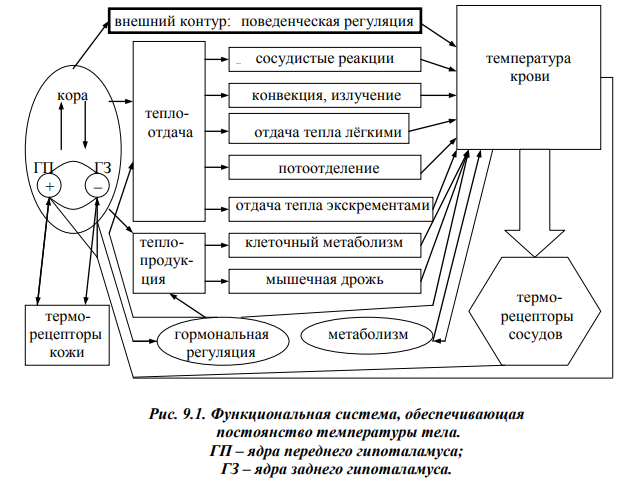 внешний контур: поведенческая регуляция
температура
крови
кора
ГП
ГЗ
+
–
тепло-
отдача
сосудистые реакции
конвекция, излучение
отдача тепла лёгкими
потоотделение
отдача тепла экскрементами
тепло-
продук-
ция
клеточный метаболизм
мышечная дрожь
термо-
рецепторы
кожи
гормональная
регуляция
метаболизм
термо-
рецепторы
сосудов
Рис. 9.1. Функциональная система, обеспечивающая
постоянство температуры тела.
ГП – ядра переднего гипоталамуса;
ГЗ – ядра заднего гипоталамуса.